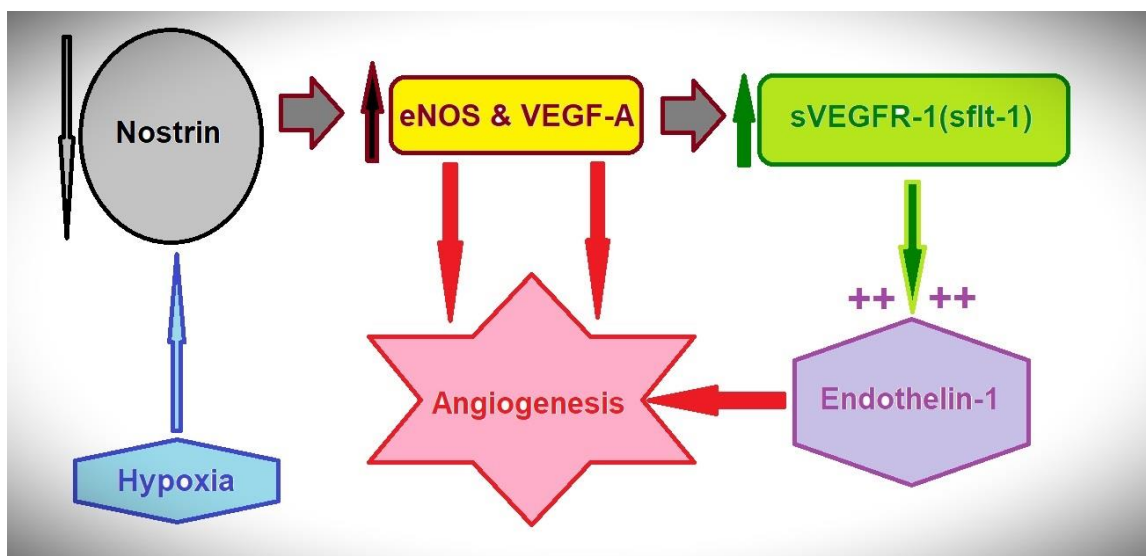 Nostrin
eNOS & VEGF-A
sVEGFR-1(sflt-1)
++ ++
Angiogenesis
Endothelin-1
Hypoxia